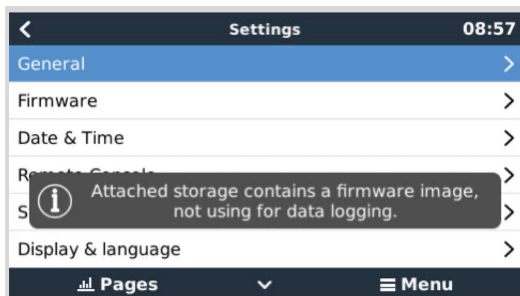 Settings
08:57
General
Firmware
Date & Time
Attached storage contains a firmware image,
not using for data logging.
S
Display & language
Pages
Menu